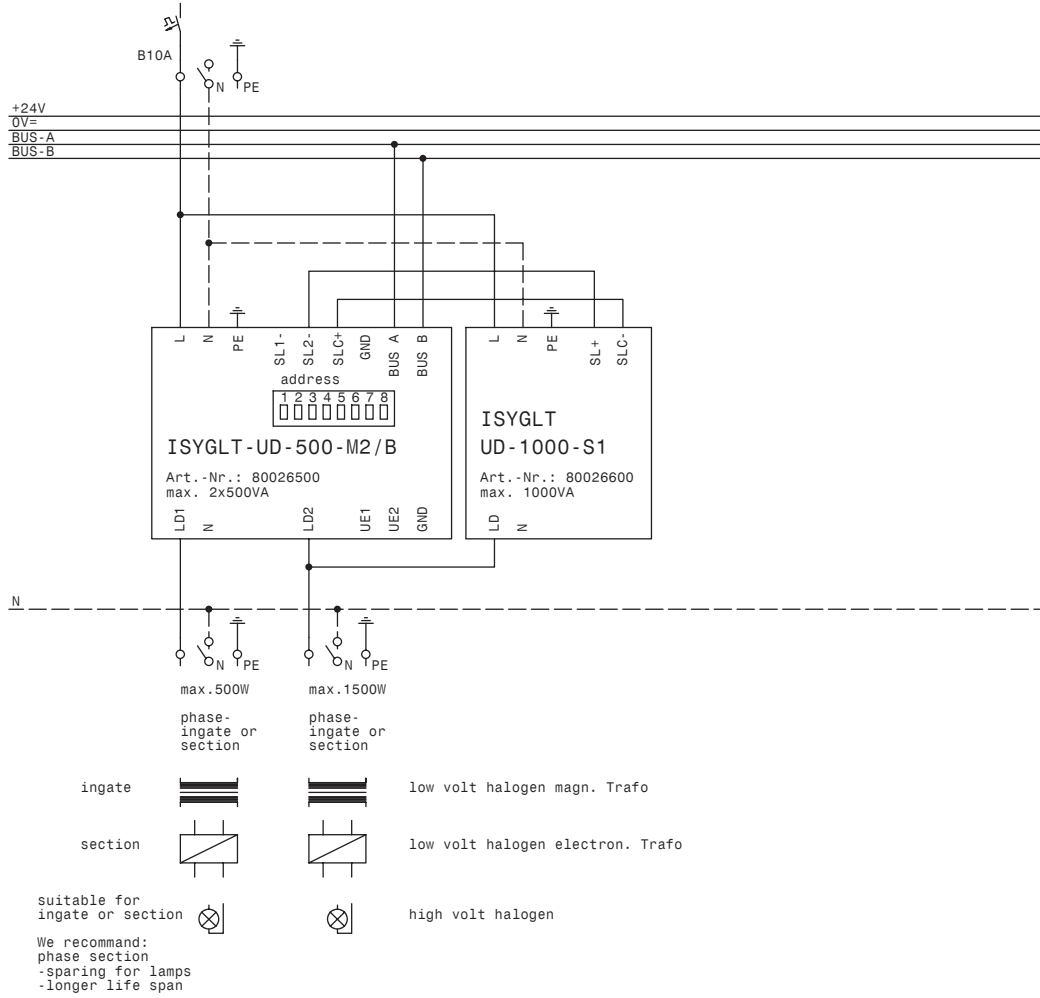 B10A
N
PE
+24V
0V=
BUS-A
BUS-B
L
N
PE
SL1-
SL2-
SLC+
GND
BUS A
BUS B
L
N
PE
SL+
SLC-
address
1 2 3 4 5 6 7 8
ISYGLT-UD-500-M2/B
Art.-Nr.: 80026500
max. 2x500VA
LD1
N
LD2
UE1
UE2
GND
ISYGLT
UD-1000-S1
Art.-Nr.: 80026600
max. 1000VA
LD
N
N
N
PE
N
PE
max.500W
phase-
ingate or
section
max.1500W
phase-
ingate or
section
ingate
low volt halogen magn. Trafo
section
low volt halogen electron. Trafo
suitable for
ingate or section
high volt halogen
We recommand:
phase section
-sparing for lamps
-longer life span